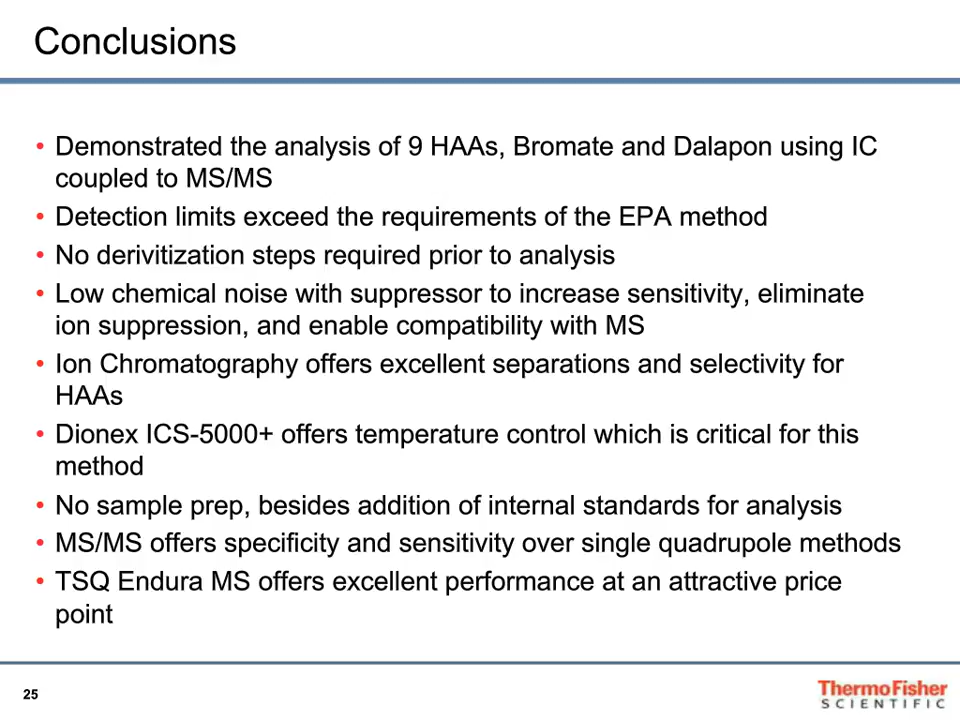 Conclusions
• Demonstrated the analysis of 9 HAAs, Bromate and Dalapon using IC
coupled to MS/MS
• Detection limits exceed the requirements of the EPA method
• No derivitization steps required prior to analysis
• Low chemical noise with suppressor to increase sensitivity, eliminate
ion suppression, and enable compatibility with MS
• Ion Chromatography offers excellent separations and selectivity for
HAAs
• Dionex ICS-5000+ offers temperature control which is critical for this
method
• No sample prep, besides addition of internal standards for analysis
• MS/MS offers specificity and sensitivity over single quadrupole methods
• TSQ Endura MS offers excellent performance at an attractive price
point
25
ThermoFisher
SCIENTIFIC